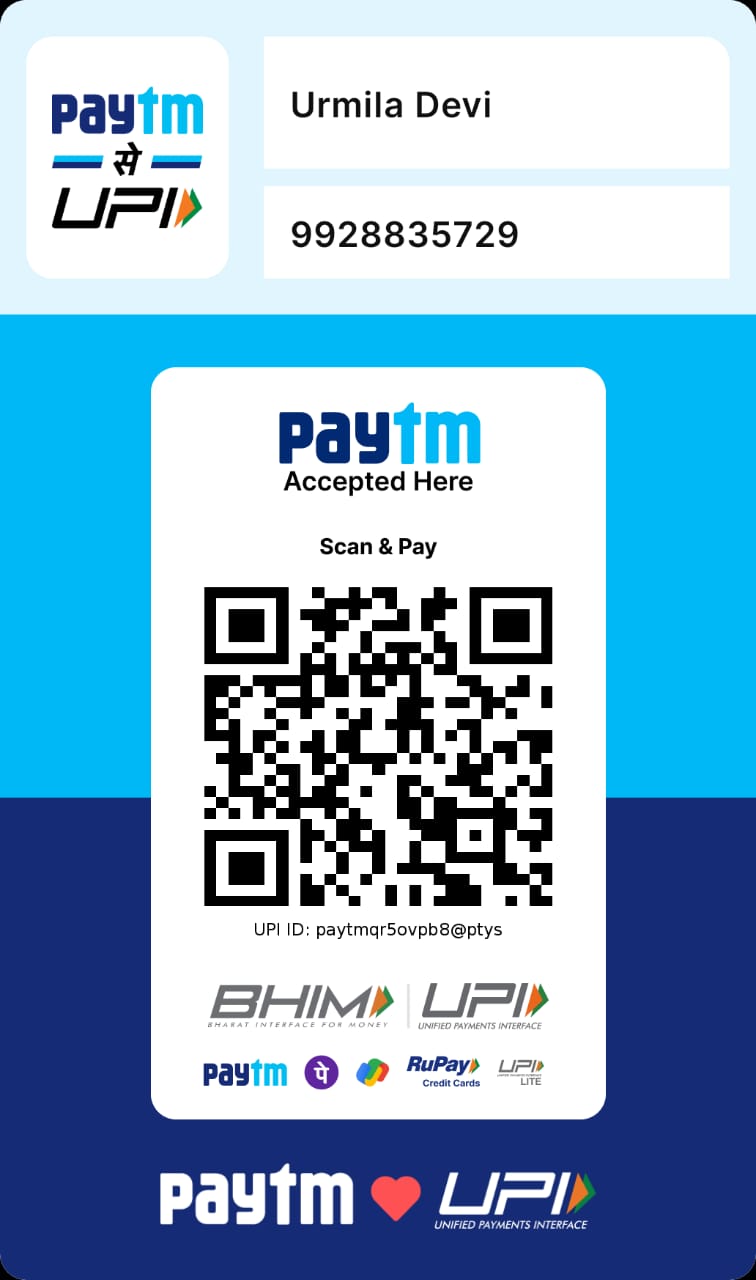 paytm
से
UPI
Urmila Devi
9928835729
paytm
Accepted Here
Scan & Pay
UPI ID: paytmqr5ovpb8@ptys
BHIM UPI
BHARAT INTERFACE FOR MONEY UNIFIED PAYMENTS INTERFACE
paytm पे RuPay UPI
Credit Cards LITE
paytm UPI
UNIFIED PAYMENTS INTERFACE